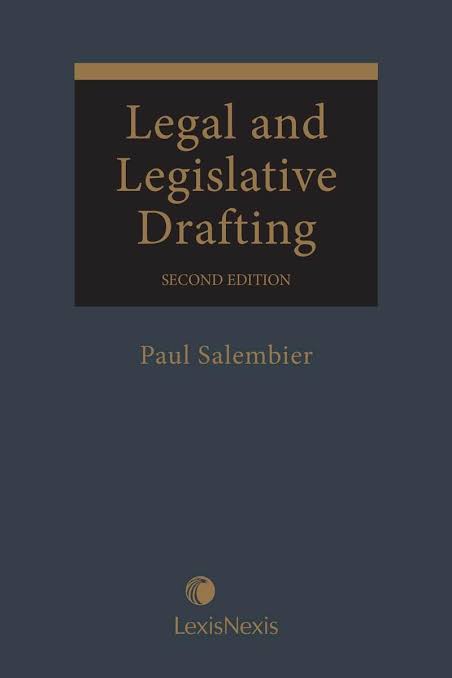 Legal and
Legislative
Drafting
SECOND EDITION
Paul Salembier
LexisNexis